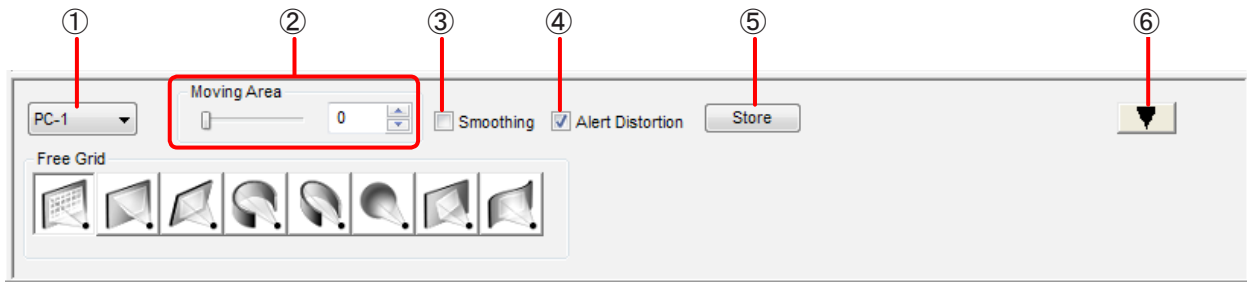 ① ② ③ ④ ⑤ ⑥
Moving Area
PC-1 0 Smoothing Alert Distortion Store
Free Grid